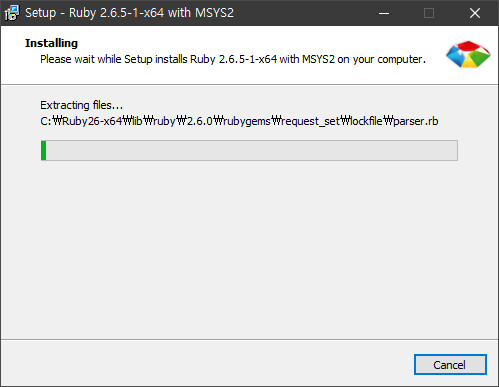 Setup - Ruby 2.6.5-1-x64 with MSYS2
Installing
Please wait while Setup installs Ruby 2.6.5-1-x64 with MSYS2 on your computer.
Extracting files...
C:₩Ruby26-x64₩lib₩ruby₩2.6.0₩rubygems₩request_set₩lockfile₩parser.rb
Cancel